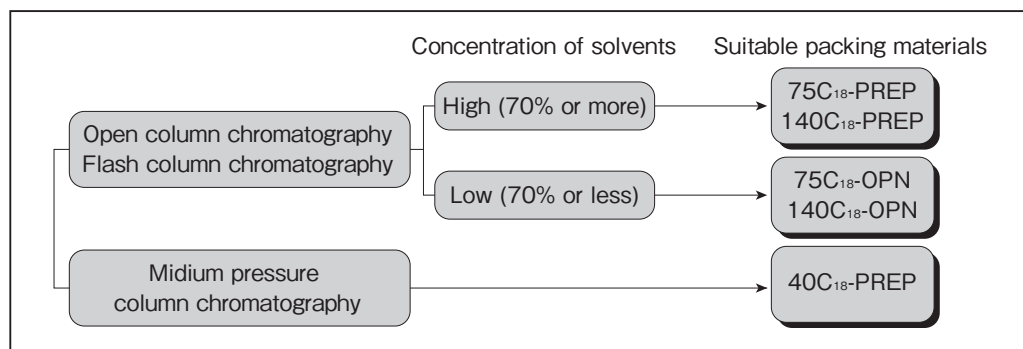 Concentration of solvents
Suitable packing materials
Open column chromatography
Flash column chromatography
High (70% or more)
75C₁₈-PREP
140C₁₈-PREP
Low (70% or less)
75C₁₈-OPN
140C₁₈-OPN
Midium pressure
column chromatography
40C₁₈-PREP